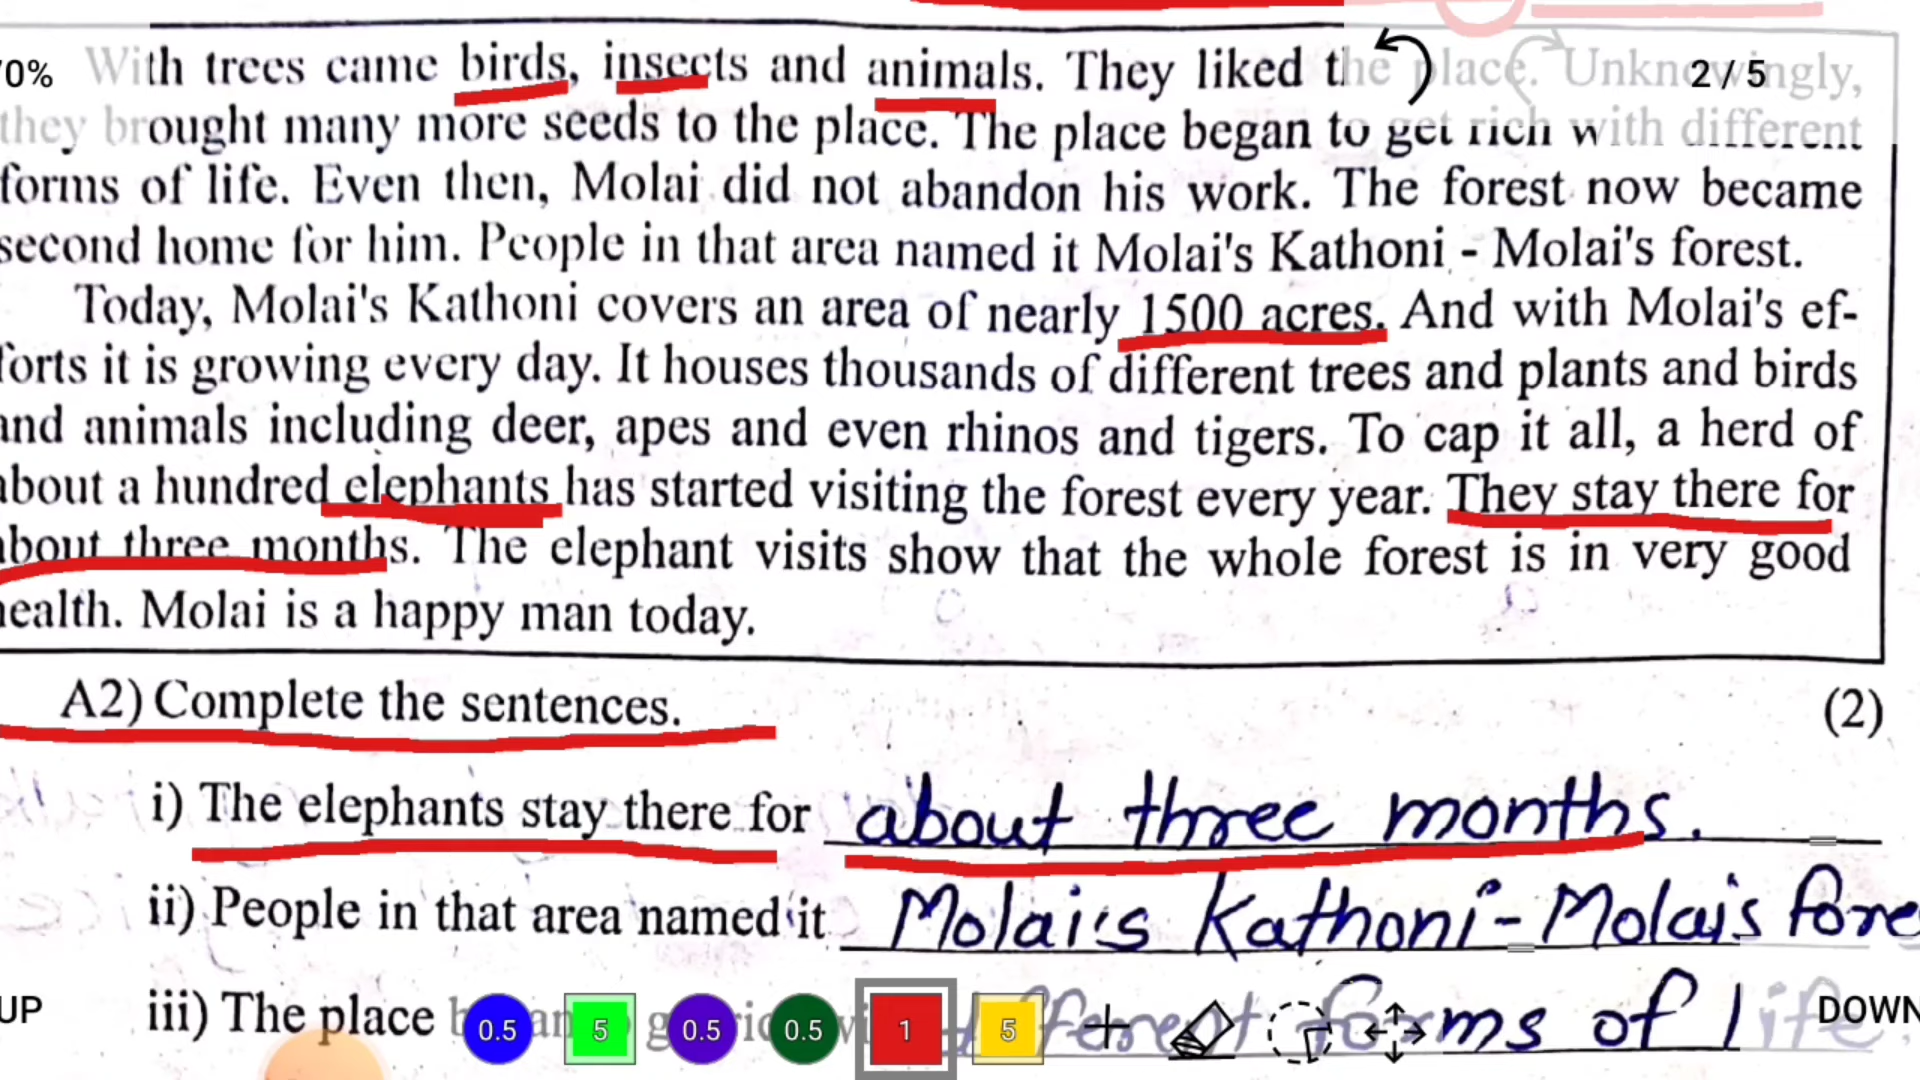 70% With trees came birds, insects and animals. They liked the place. Unknowingly, 2 / 5
they brought many more seeds to the place. The place began to get rich with different
forms of life. Even then, Molai did not abandon his work. The forest now became
second home for him. People in that area named it Molai's Kathoni - Molai's forest.
Today, Molai's Kathoni covers an area of nearly 1500 acres. And with Molai's ef-
forts it is growing every day. It houses thousands of different trees and plants and birds
and animals including deer, apes and even rhinos and tigers. To cap it all, a herd of
about a hundred elephants has started visiting the forest every year. They stay there for
about three months. The elephant visits show that the whole forest is in very good
health. Molai is a happy man today.
A2) Complete the sentences. (2)
i) The elephants stay there for about three months.
ii) People in that area named it Molai's Kathoni - Molai's fore
UP iii) The place began to get rich with different forms of life. DOWN
0.5 5 0.5 0.5 1 5